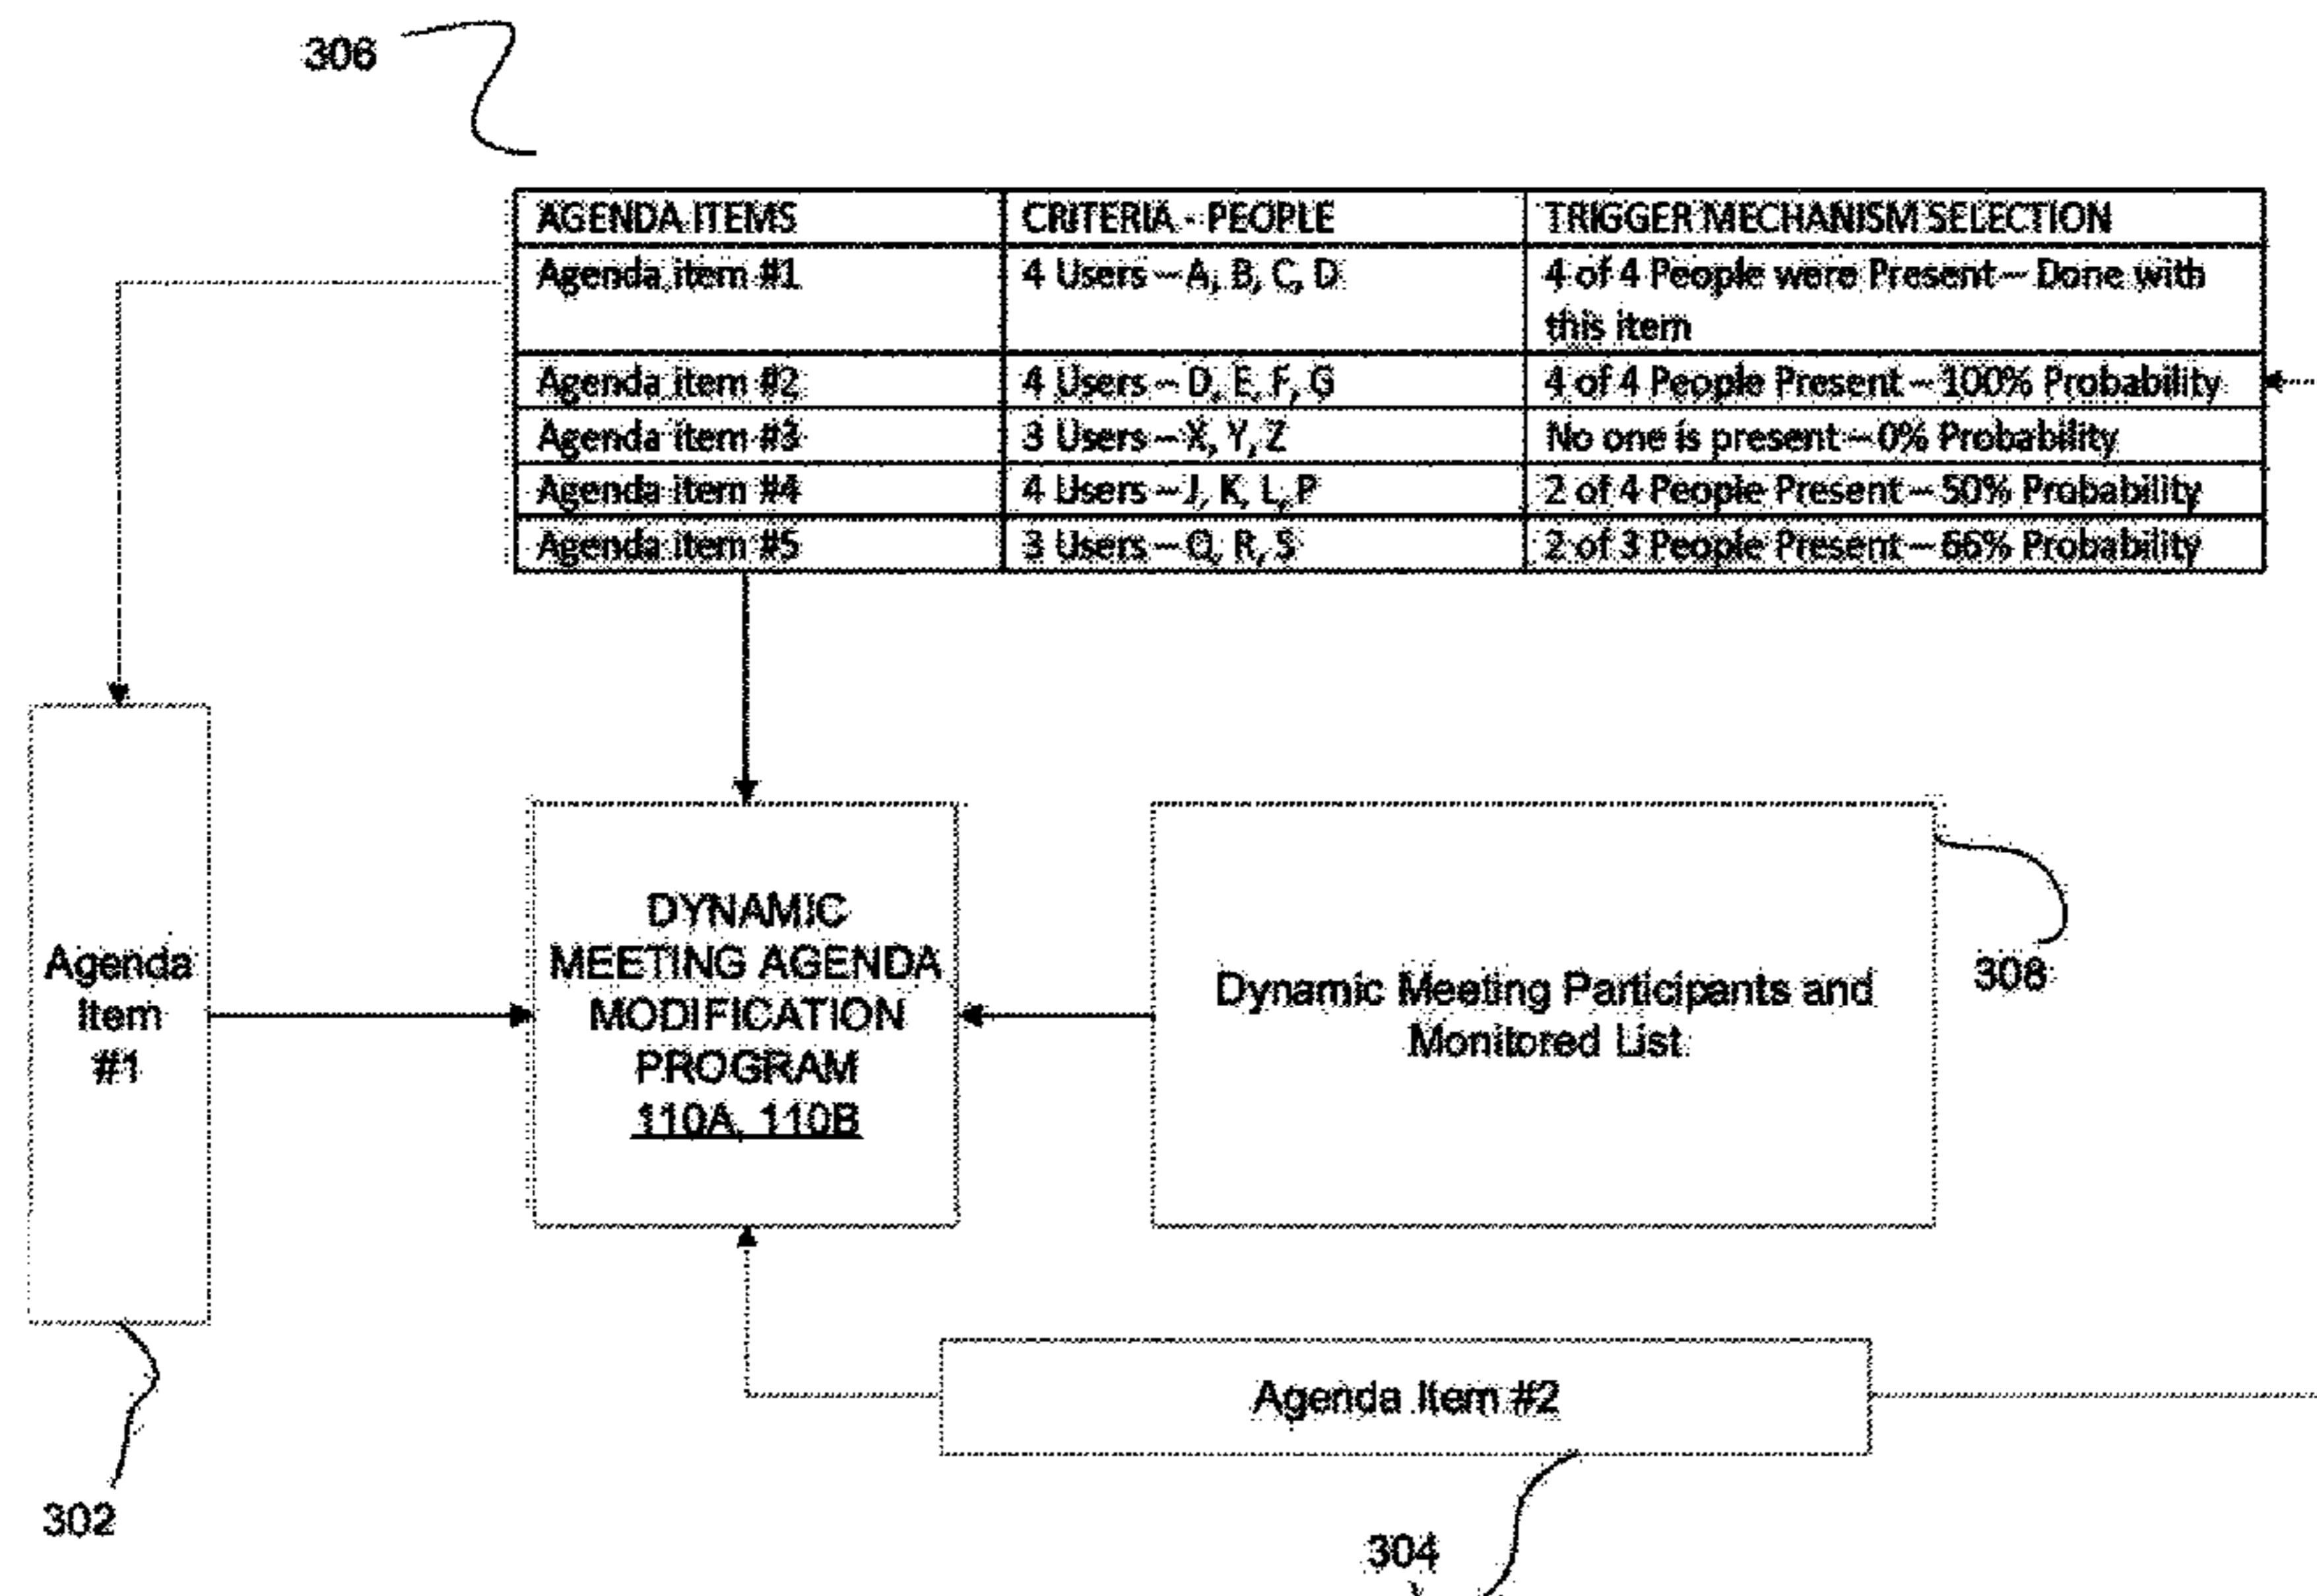 306
AGENDA ITEMS CRITERIA - PEOPLE TRIGGER MECHANISM SELECTION
Agenda item #1 4 Users – A, B, C, D 4 of 4 People were Present – Done with
this item
Agenda item #2 4 Users – D, E, F, G 4 of 4 People Present – 100% Probability
Agenda item #3 3 Users – X, Y, Z No one is present – 0% Probability
Agenda item #4 4 Users – J, K, L, P 2 of 4 People Present – 50% Probability
Agenda item #5 3 Users – Q, R, S 2 of 3 People Present – 66% Probability
Agenda
Item
#1
DYNAMIC
MEETING AGENDA
MODIFICATION
PROGRAM
110A, 110B
Dynamic Meeting Participants and
Monitored List
308
Agenda Item #2
302
304